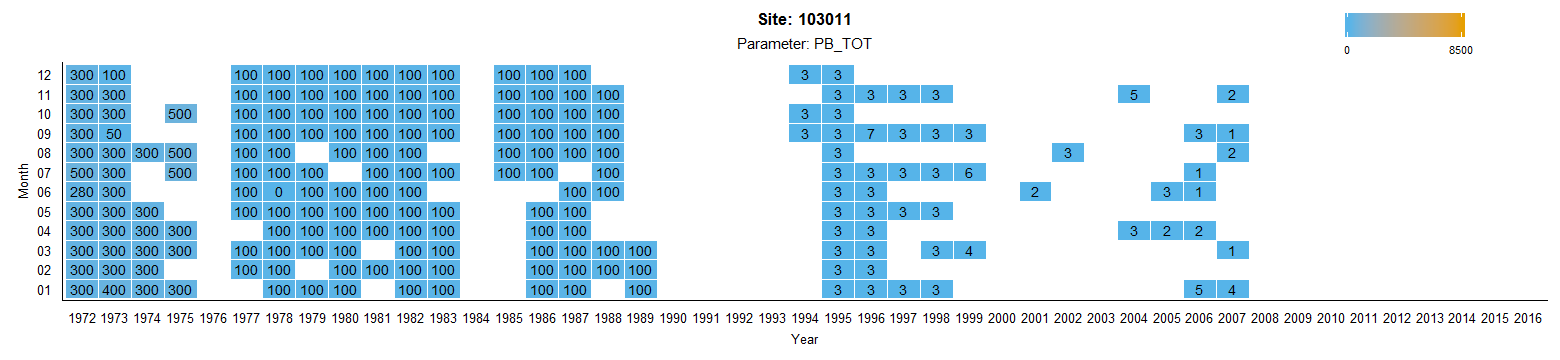 Site: 103011
Parameter: PB_TOT
0 8500
Month
12 300 100 100 100 100 100 100 100 100 100 100 100 3 3
11 300 300 100 100 100 100 100 100 100 100 100 100 100 3 3 3 3 5 2
10 300 300 500 100 100 100 100 100 100 100 100 100 100 100 3 3
09 300 50 100 100 100 100 100 100 100 100 100 100 100 3 3 7 3 3 3 3 1
08 300 300 300 500 100 100 100 100 100 100 100 100 100 3 3 2
07 500 300 500 100 100 100 100 100 100 100 100 100 3 3 3 3 6 1
06 280 300 100 0 100 100 100 100 100 100 3 3 2 3 1
05 300 300 300 100 100 100 100 100 100 100 100 100 3 3 3 3
04 300 300 300 300 100 100 100 100 100 100 100 100 3 3 3 2 2
03 300 300 300 300 100 100 100 100 100 100 100 100 100 100 3 3 3 4 1
02 300 300 300 100 100 100 100 100 100 100 100 100 100 3 3
01 300 400 300 300 100 100 100 100 100 100 100 100 3 3 3 3 5 4
1972 1973 1974 1975 1976 1977 1978 1979 1980 1981 1982 1983 1984 1985 1986 1987 1988 1989 1990 1991 1992 1993 1994 1995 1996 1997 1998 1999 2000 2001 2002 2003 2004 2005 2006 2007 2008 2009 2010 2011 2012 2013 2014 2015 2016
Year